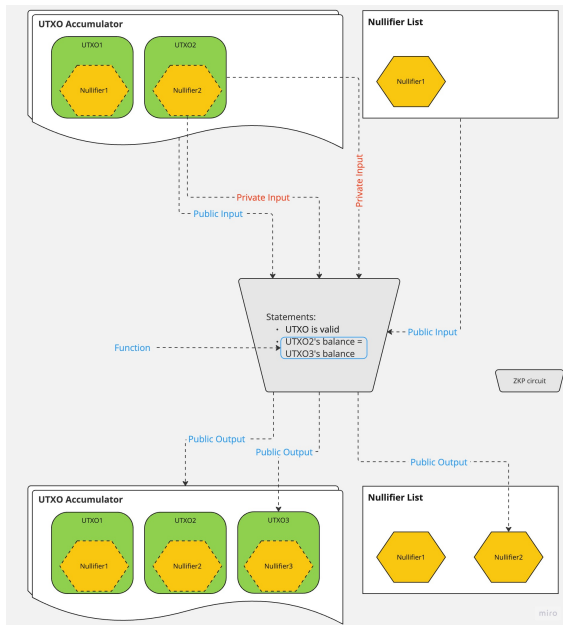 UTXO Accumulator
UTXO1
UTXO2
Nullifier1
Nullifier2
Nullifier List
Nullifier1
Private Input
Private Input
Public Input
Statements:
· UTXO is valid
· UTXO2's balance =
UTXO3's balance
Function
Public Input
ZKP circuit
Public Output
Public Output
Public Output
UTXO Accumulator
UTXO1
UTXO2
UTXO3
Nullifier1
Nullifier2
Nullifier3
Nullifier List
Nullifier1
Nullifier2
miro